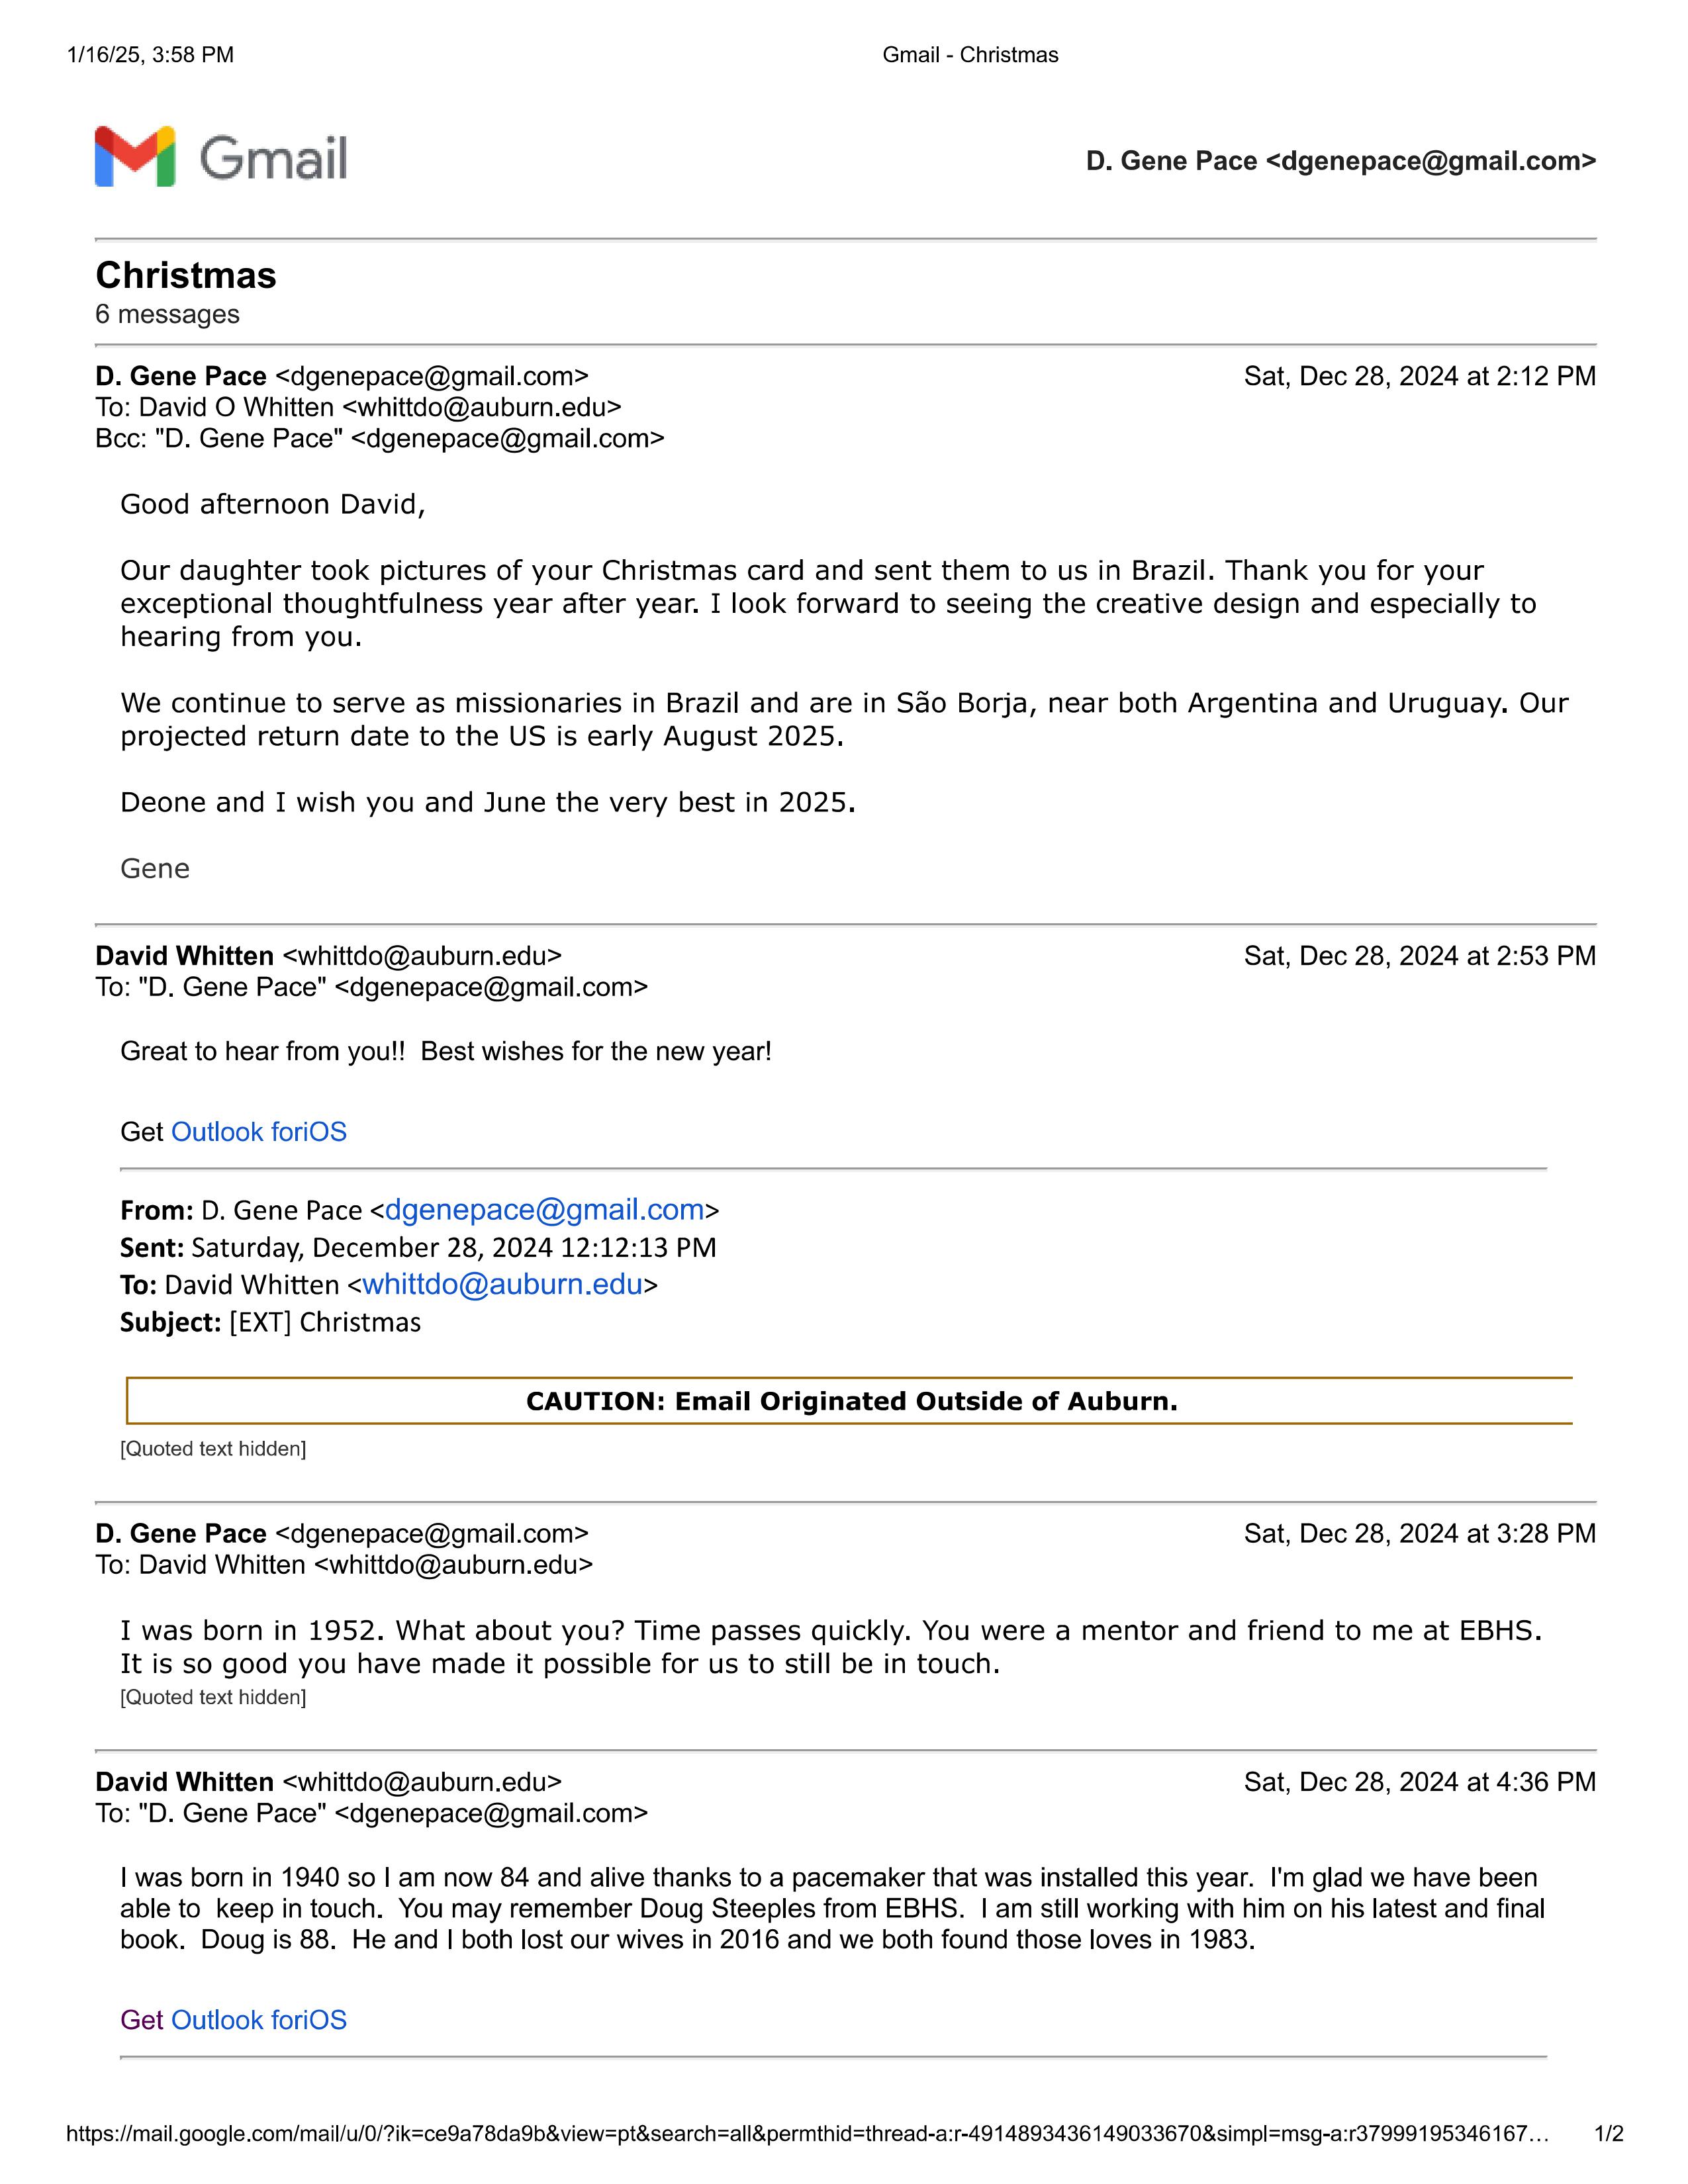 1/16/25, 3:58 PM
Gmail - Christmas
Gmail
D. Gene Pace <dgenepace@gmail.com>
Christmas
6 messages
D. Gene Pace <dgenepace@gmail.com>
Sat, Dec 28, 2024 at 2:12 PM
To: David O Whitten <whittdo@auburn.edu>
Bcc: "D. Gene Pace" <dgenepace@gmail.com>
Good afternoon David,
Our daughter took pictures of your Christmas card and sent them to us in Brazil. Thank you for your
exceptional thoughtfulness year after year. I look forward to seeing the creative design and especially to
hearing from you.
We continue to serve as missionaries in Brazil and are in São Borja, near both Argentina and Uruguay. Our
projected return date to the US is early August 2025.
Deone and I wish you and June the very best in 2025.
Gene
David Whitten <whittdo@auburn.edu>
Sat, Dec 28, 2024 at 2:53 PM
To: "D. Gene Pace" <dgenepace@gmail.com>
Great to hear from you!!  Best wishes for the new year!
Get Outlook foriOS
From: D. Gene Pace <dgenepace@gmail.com>
Sent: Saturday, December 28, 2024 12:12:13 PM
To: David Whitten <whittdo@auburn.edu>
Subject: [EXT] Christmas
CAUTION: Email Originated Outside of Auburn.
[Quoted text hidden]
D. Gene Pace <dgenepace@gmail.com>
Sat, Dec 28, 2024 at 3:28 PM
To: David Whitten <whittdo@auburn.edu>
I was born in 1952. What about you? Time passes quickly. You were a mentor and friend to me at EBHS.
It is so good you have made it possible for us to still be in touch.
[Quoted text hidden]
David Whitten <whittdo@auburn.edu>
Sat, Dec 28, 2024 at 4:36 PM
To: "D. Gene Pace" <dgenepace@gmail.com>
I was born in 1940 so I am now 84 and alive thanks to a pacemaker that was installed this year.  I'm glad we have been
able to  keep in touch.  You may remember Doug Steeples from EBHS.  I am still working with him on his latest and final
book.  Doug is 88.  He and I both lost our wives in 2016 and we both found those loves in 1983.
Get Outlook foriOS
https://mail.google.com/mail/u/0/?ik=ce9a78da9b&view=pt&search=all&permthid=thread-a:r-4914893436149033670&simpl=msg-a:r37999195346167…
1/2